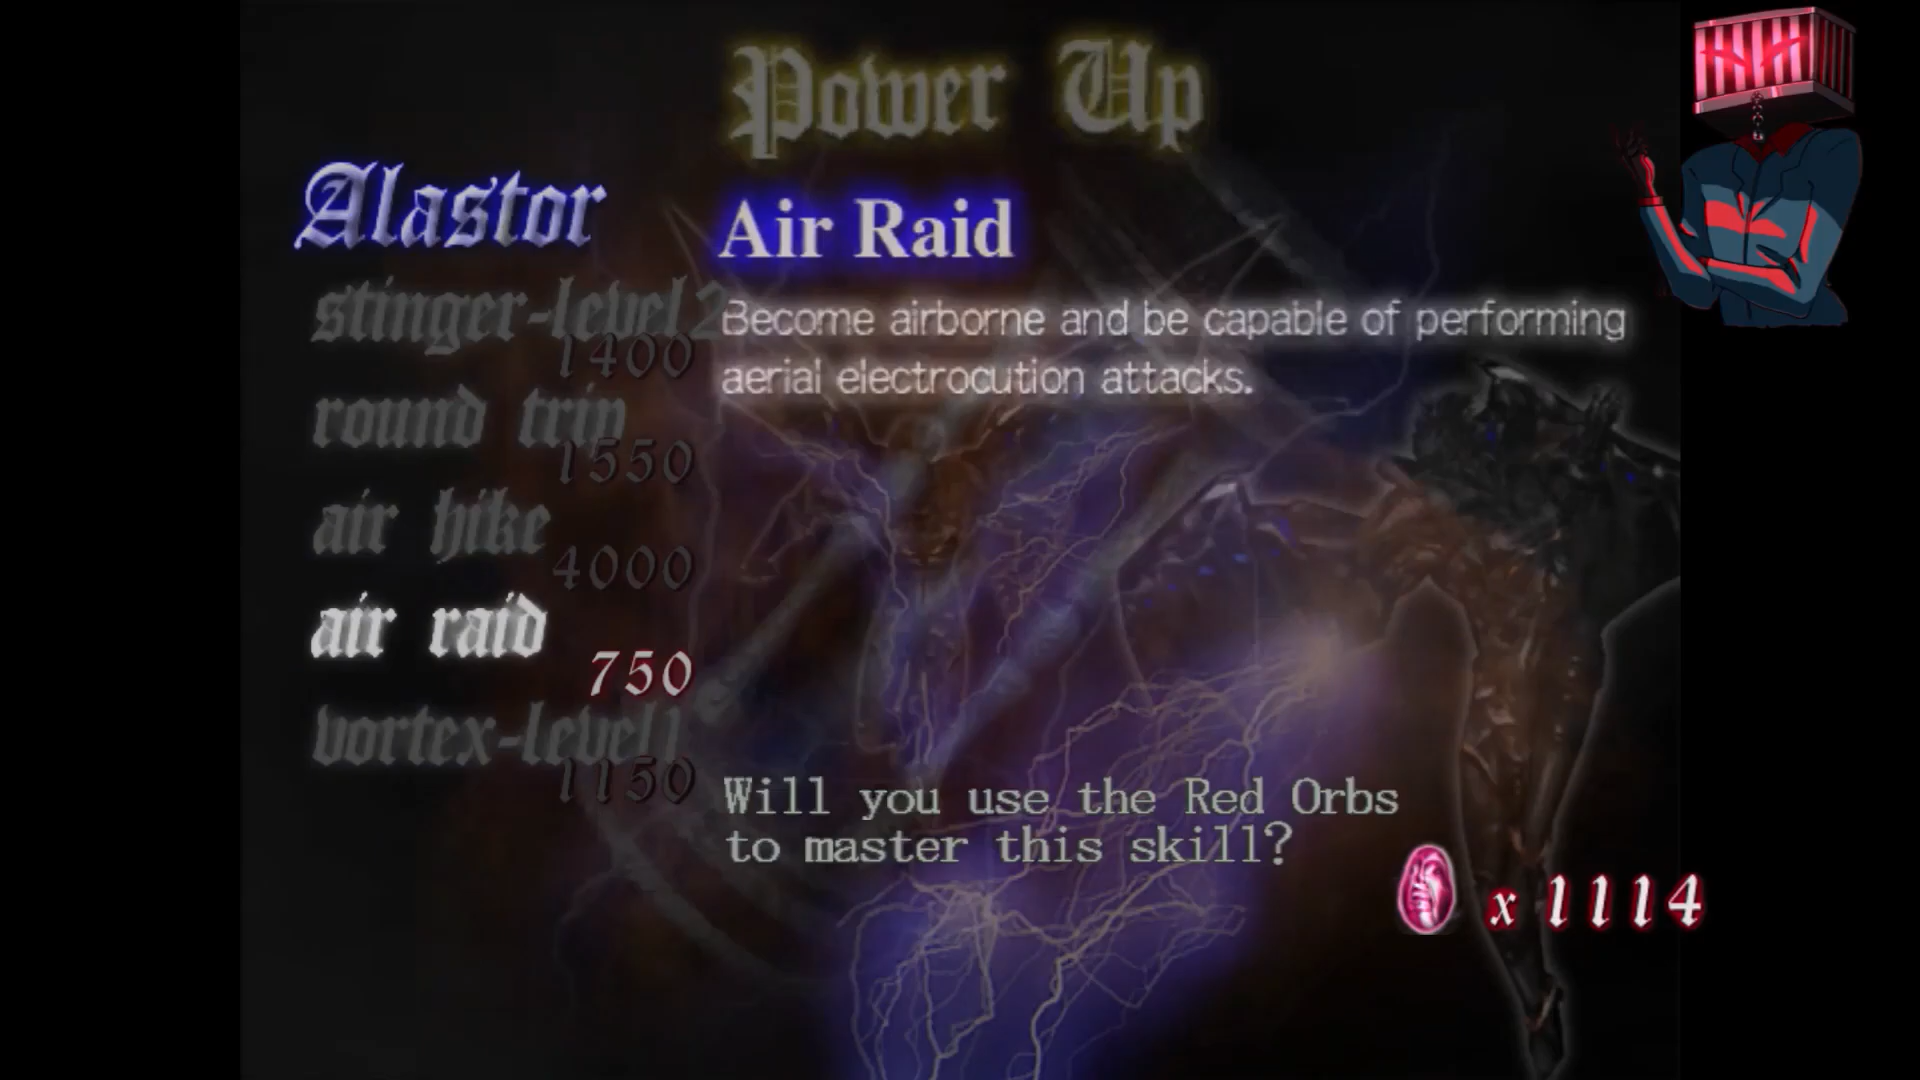 Power Up
Alastor
stinger-level2
1400
round trip
1550
air hike
4000
air raid
750
vortex-level1
1150
Air Raid
Become airborne and be capable of performing
aerial electrocution attacks.
Will you use the Red Orbs
to master this skill?
x 1114